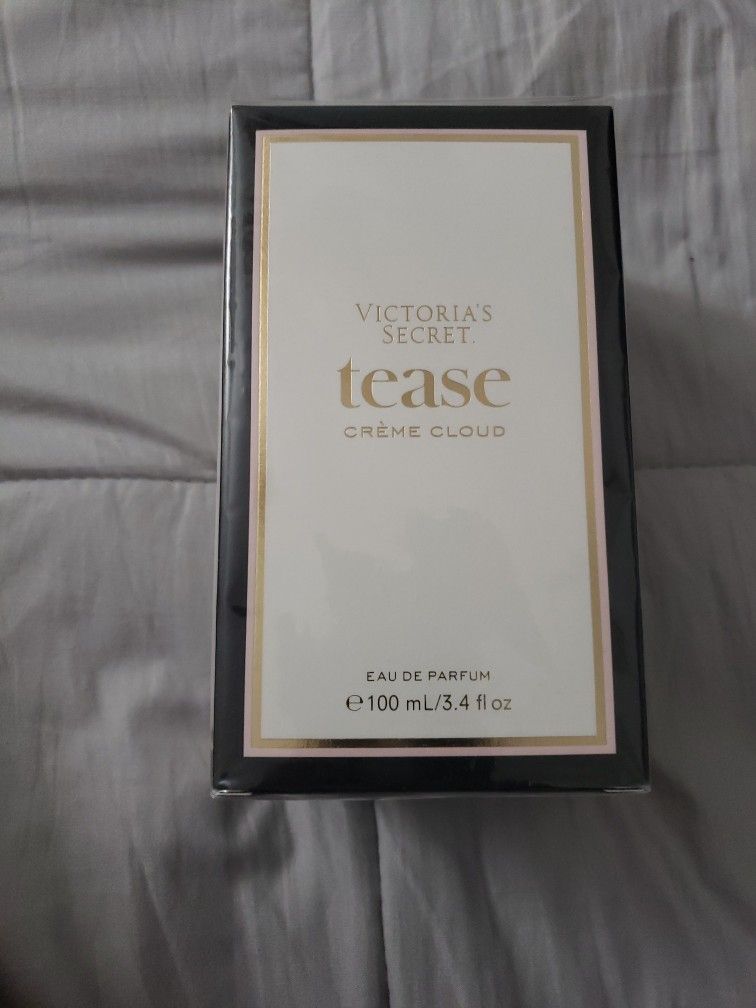 VICTORIA'S
SECRET.
tease
CRÈME CLOUD
EAU DE PARFUM
℮100 mL/3.4 fl oz